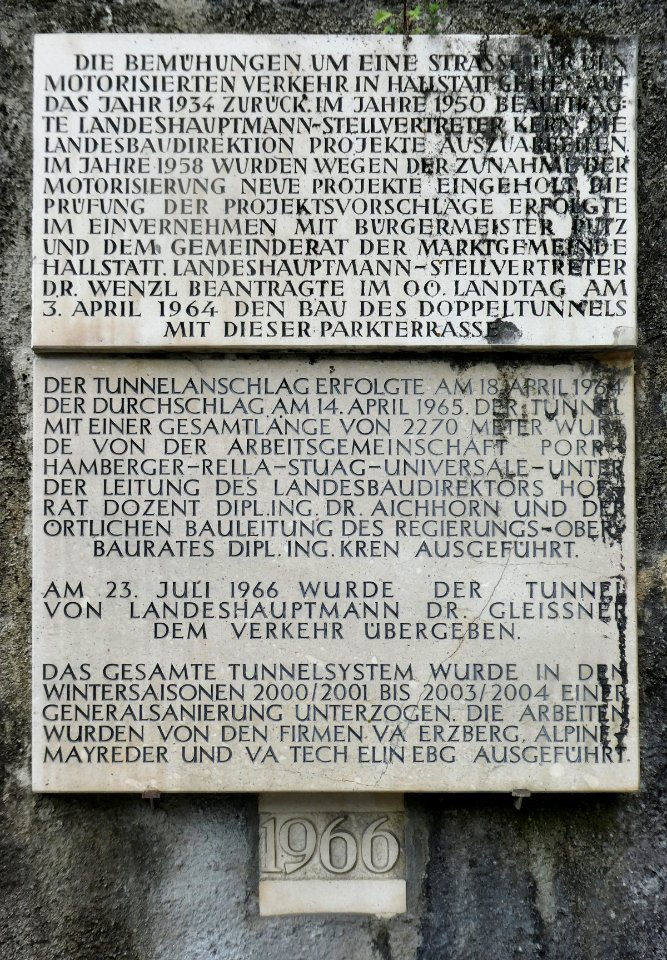 DIE BEMÜHUNGEN UM EINE STRASSE FÜR DEN
MOTORISIERTEN VERKEHR IN HALLSTATT GEHEN AUF
DAS JAHR 1934 ZURÜCK. IM JAHRE 1950 BEAUFTRAG-
TE LANDESHAUPTMANN-STELLVERTRETER KERN DIE
LANDESBAUDIREKTION PROJEKTE AUSZUARBEITEN.
IM JAHRE 1958 WURDEN WEGEN DER ZUNAHME DER
MOTORISIERUNG NEUE PROJEKTE EINGEHOLT. DIE
PRÜFUNG DER PROJEKTSVORSCHLÄGE ERFOLGTE
IM EINVERNEHMEN MIT BÜRGERMEISTER PUTZ
UND DEM GEMEINDERAT DER MARKTGEMEINDE
HALLSTATT. LANDESHAUPTMANN-STELLVERTRETER
DR. WENZL BEANTRAGTE IM OÖ. LANDTAG AM
3. APRIL 1964 DEN BAU DES DOPPELTUNNELS
MIT DIESER PARKTERRASSE.
DER TUNNELANSCHLAG ERFOLGTE AM 18. APRIL 1964
DER DURCHSCHLAG AM 14. APRIL 1965. DER TUNNEL
MIT EINER GESAMTLÄNGE VON 2270 METER WUR-
DE VON DER ARBEITSGEMEINSCHAFT PORR-
HAMBERGER-RELLA-STUAG-UNIVERSALE-UNTER
DER LEITUNG DES LANDESBAUDIREKTORS HOF-
RAT DOZENT DIPL.ING. DR. AICHHORN UND DER
ÖRTLICHEN BAULEITUNG DES REGIERUNGS-OBER-
BAURATES DIPL. ING. KREN AUSGEFÜHRT.
AM 23. JULI 1966 WURDE DER TUNNEL
VON LANDESHAUPTMANN DR. GLEISSNER
DEM VERKEHR ÜBERGEBEN.
DAS GESAMTE TUNNELSYSTEM WURDE IN DEN
WINTERSAISONEN 2000/2001 BIS 2003/2004 EINER
GENERALSANIERUNG UNTERZOGEN. DIE ARBEITEN
WURDEN VON DEN FIRMEN VA ERZBERG, ALPINE
MAYREDER UND VA TECH ELIN EBG AUSGEFÜHRT.
1966